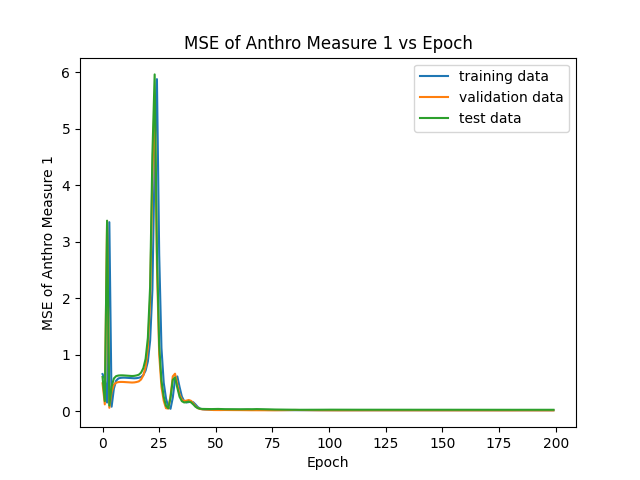 MSE of Anthro Measure 1 vs Epoch
training data
validation data
test data
MSE of Anthro Measure 1
6
5
4
3
2
1
0
0 25 50 75 100 125 150 175 200
Epoch